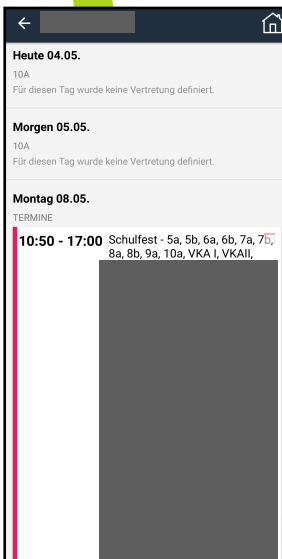 Heute 04.05.
10A
Für diesen Tag wurde keine Vertretung definiert.
Morgen 05.05.
10A
Für diesen Tag wurde keine Vertretung definiert.
Montag 08.05.
TERMINE
10:50 - 17:00 Schulfest - 5a, 5b, 6a, 6b, 7a, 7b,
8a, 8b, 9a, 10a, VKA I, VKAII,